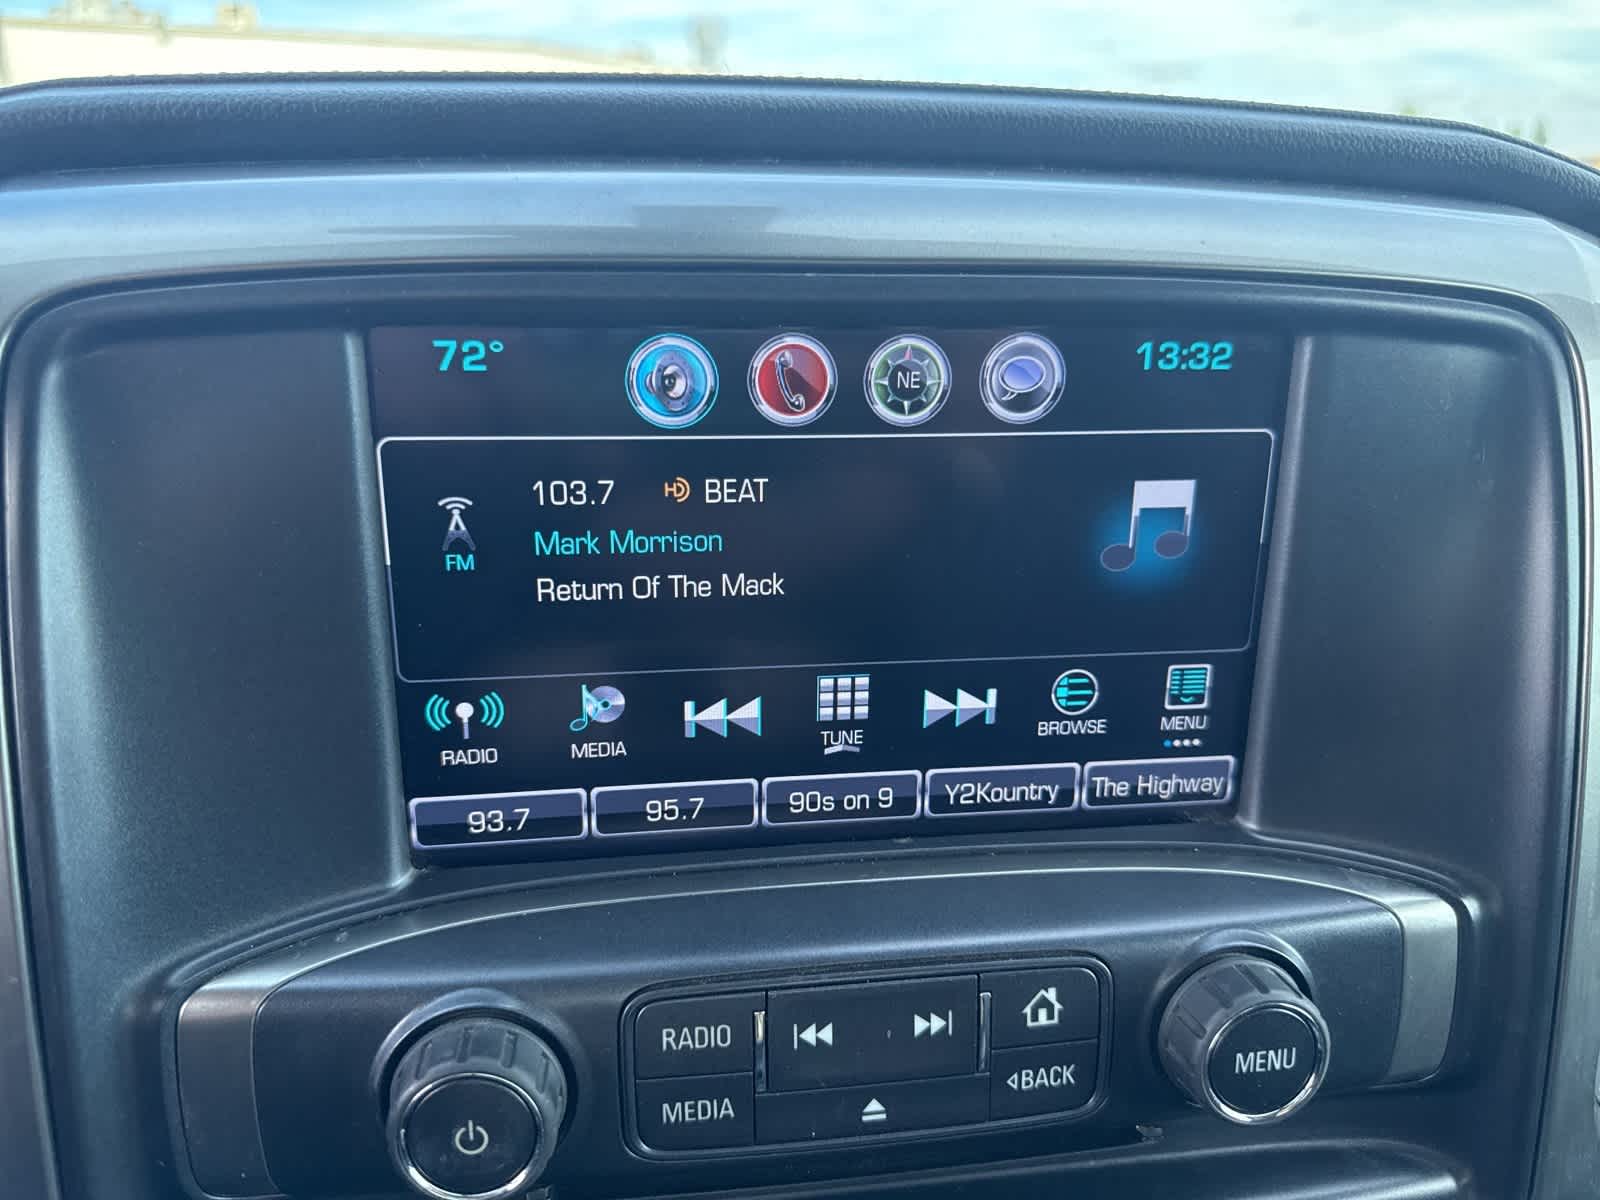 72° NE 13:32
103.7 HD BEAT
FM
Mark Morrison
Return Of The Mack
RADIO MEDIA TUNE BROWSE MENU
93.7 95.7 90s on 9 Y2Kountry The Highway
RADIO
MEDIA
BACK
MENU